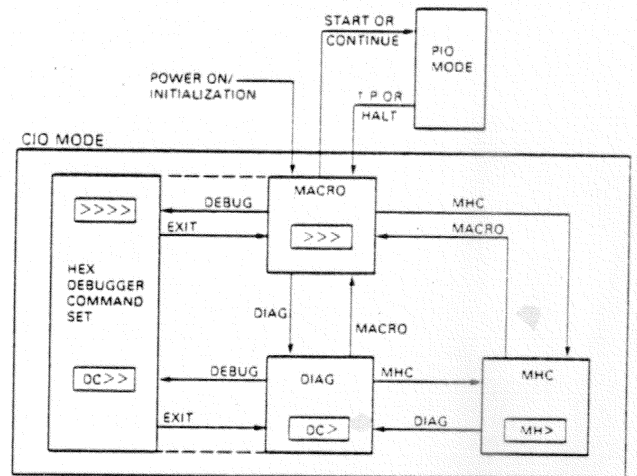 START OR
CONTINUE
PIO
MODE
POWER ON/
INITIALIZATION
↑ P OR
HALT
CIO MODE
MACRO
>>>>
DEBUG
MHC
>>>
MACRO
EXIT
HEX
DEBUGGER
COMMAND
SET
DIAG
MACRO
DC>>
DEBUG
DIAG
MHC
MHC
EXIT
DC>
DIAG
MH>